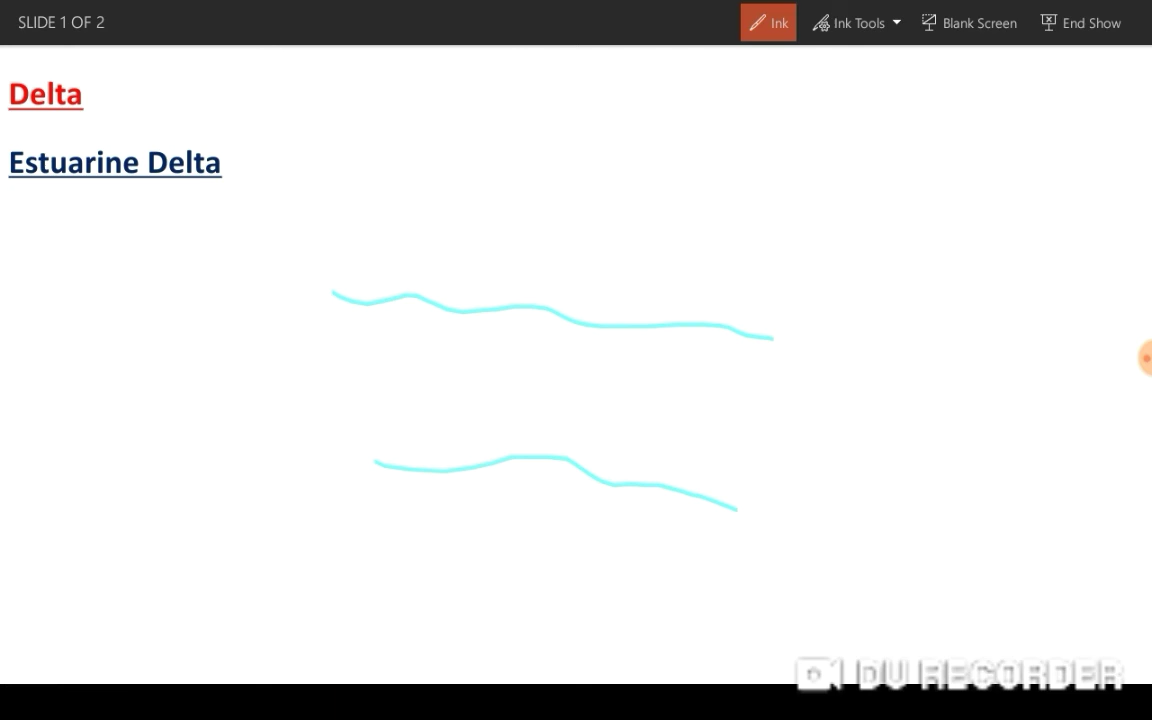 SLIDE 1 OF 2
Ink
Ink Tools
Blank Screen
End Show
Delta
Estuarine Delta
DU RECORDER